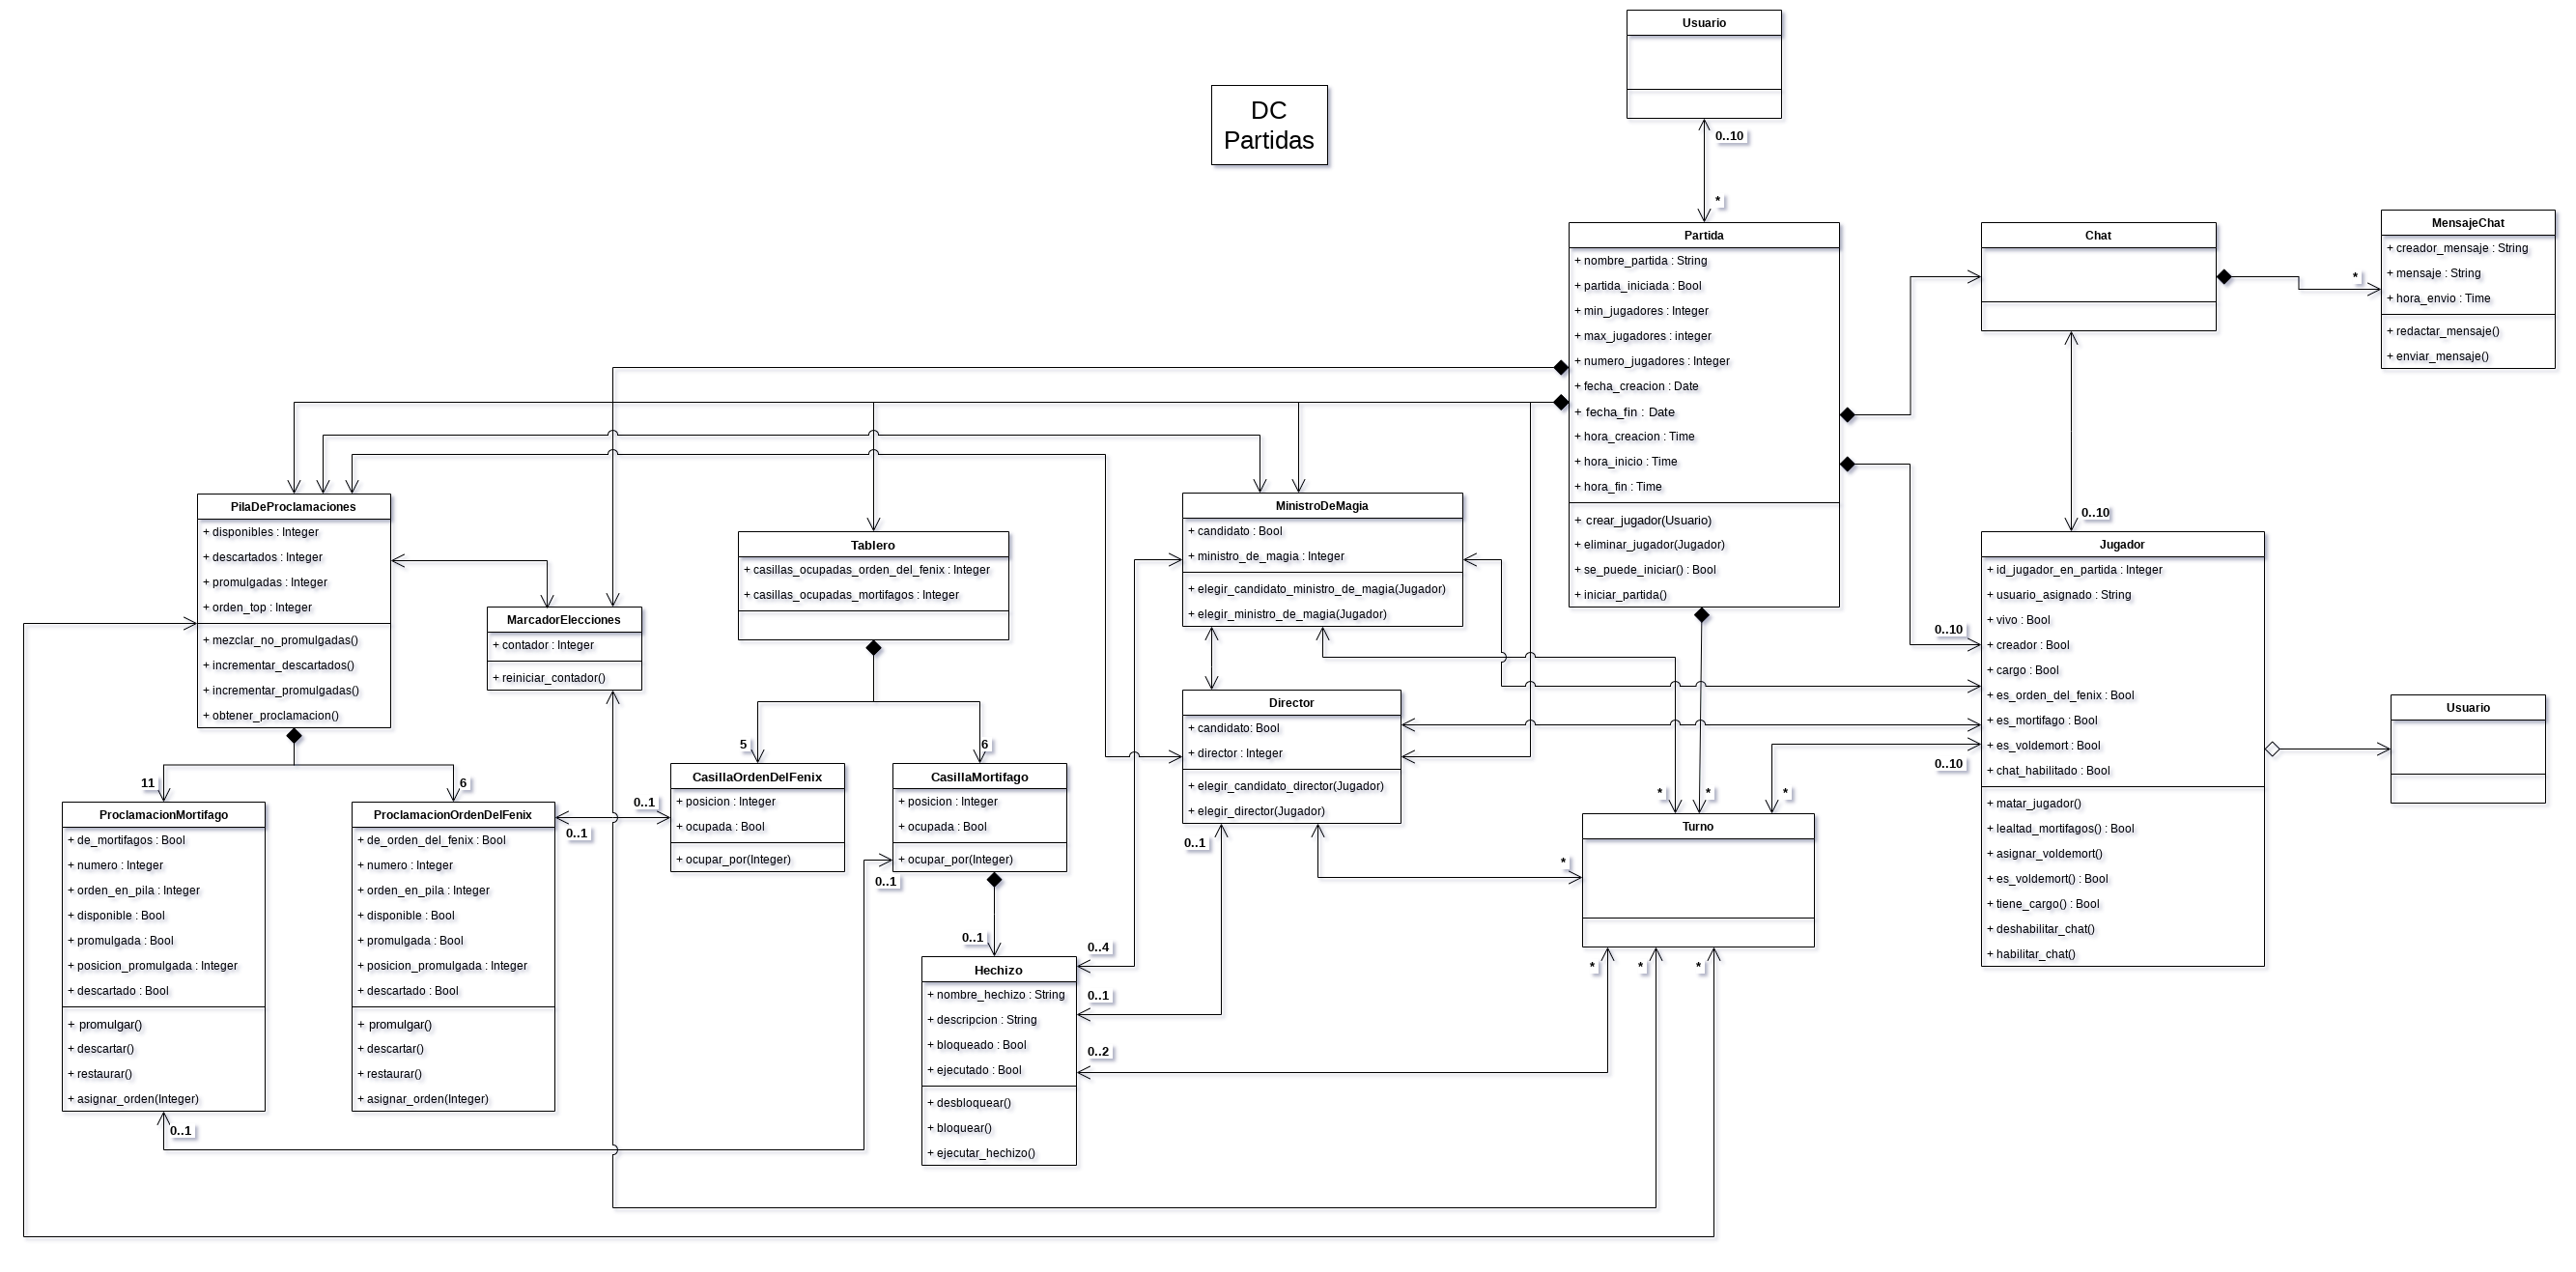 Usuario
DC
Partidas
0..10
*
Partida
+ nombre_partida : String
+ partida_iniciada : Bool
+ min_jugadores : Integer
+ max_jugadores : integer
+ numero_jugadores : Integer
+ fecha_creacion : Date
+ fecha_fin : Date
+ hora_creacion : Time
+ hora_inicio : Time
+ hora_fin : Time
+ crear_jugador(Usuario)
+ eliminar_jugador(Jugador)
+ se_puede_iniciar() : Bool
+ iniciar_partida()
Chat
*
MensajeChat
+ creador_mensaje : String
+ mensaje : String
+ hora_envio : Time
+ redactar_mensaje()
+ enviar_mensaje()
PilaDeProclamaciones
+ disponibles : Integer
+ descartados : Integer
+ promulgadas : Integer
+ orden_top : Integer
+ mezclar_no_promulgadas()
+ incrementar_descartados()
+ incrementar_promulgadas()
+ obtener_proclamacion()
MarcadorElecciones
+ contador : Integer
+ reiniciar_contador()
Tablero
+ casillas_ocupadas_orden_del_fenix : Integer
+ casillas_ocupadas_mortifagos : Integer
MinistroDeMagia
+ candidato : Bool
+ ministro_de_magia : Integer
+ elegir_candidato_ministro_de_magia(Jugador)
+ elegir_ministro_de_magia(Jugador)
0..10
0..10
0..10
Jugador
+ id_jugador_en_partida : Integer
+ usuario_asignado : String
+ vivo : Bool
+ creador : Bool
+ cargo : Bool
+ es_orden_del_fenix : Bool
+ es_mortifago : Bool
+ es_voldemort : Bool
+ chat_habilitado : Bool
+ matar_jugador()
+ lealtad_mortifagos() : Bool
+ asignar_voldemort()
+ es_voldemort() : Bool
+ tiene_cargo() : Bool
+ deshabilitar_chat()
+ habilitar_chat()
Usuario
Director
+ candidato: Bool
+ director : Integer
+ elegir_candidato_director(Jugador)
+ elegir_director(Jugador)
0..1
*
*
*
*
Turno
*
*
*
11
6
ProclamacionMortifago
+ de_mortifagos : Bool
+ numero : Integer
+ orden_en_pila : Integer
+ disponible : Bool
+ promulgada : Bool
+ posicion_promulgada : Integer
+ descartado : Bool
+ promulgar()
+ descartar()
+ restaurar()
+ asignar_orden(Integer)
0..1
ProclamacionOrdenDelFenix
+ de_orden_del_fenix : Bool
+ numero : Integer
+ orden_en_pila : Integer
+ disponible : Bool
+ promulgada : Bool
+ posicion_promulgada : Integer
+ descartado : Bool
+ promulgar()
+ descartar()
+ restaurar()
+ asignar_orden(Integer)
0..1
0..1
5
6
CasillaOrdenDelFenix
+ posicion : Integer
+ ocupada : Bool
+ ocupar_por(Integer)
CasillaMortifago
+ posicion : Integer
+ ocupada : Bool
+ ocupar_por(Integer)
0..1
0..1
0..4
0..1
0..2
Hechizo
+ nombre_hechizo : String
+ descripcion : String
+ bloqueado : Bool
+ ejecutado : Bool
+ desbloquear()
+ bloquear()
+ ejecutar_hechizo()